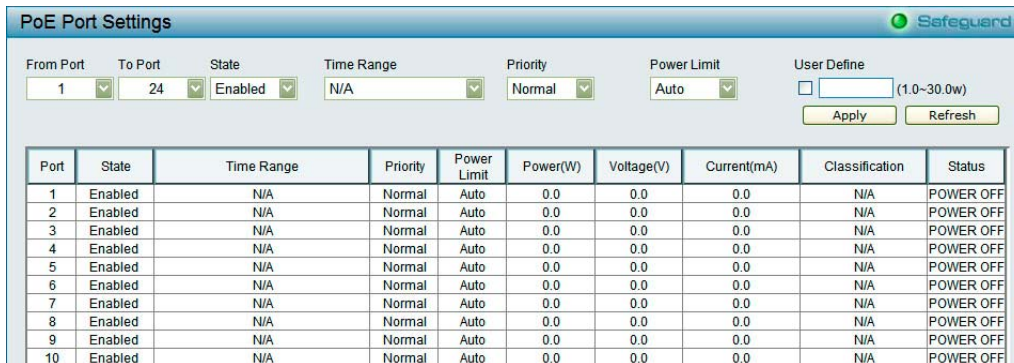 PoE Port Settings Safeguard
From Port To Port State Time Range Priority Power Limit User Define
1 24 Enabled N/A Normal Auto (1.0~30.0w)
Apply Refresh
Port State Time Range Priority Power Limit Power(W) Voltage(V) Current(mA) Classification Status
1 Enabled N/A Normal Auto 0.0 0.0 0.0 N/A POWER OFF
2 Enabled N/A Normal Auto 0.0 0.0 0.0 N/A POWER OFF
3 Enabled N/A Normal Auto 0.0 0.0 0.0 N/A POWER OFF
4 Enabled N/A Normal Auto 0.0 0.0 0.0 N/A POWER OFF
5 Enabled N/A Normal Auto 0.0 0.0 0.0 N/A POWER OFF
6 Enabled N/A Normal Auto 0.0 0.0 0.0 N/A POWER OFF
7 Enabled N/A Normal Auto 0.0 0.0 0.0 N/A POWER OFF
8 Enabled N/A Normal Auto 0.0 0.0 0.0 N/A POWER OFF
9 Enabled N/A Normal Auto 0.0 0.0 0.0 N/A POWER OFF
10 Enabled N/A Normal Auto 0.0 0.0 0.0 N/A POWER OFF